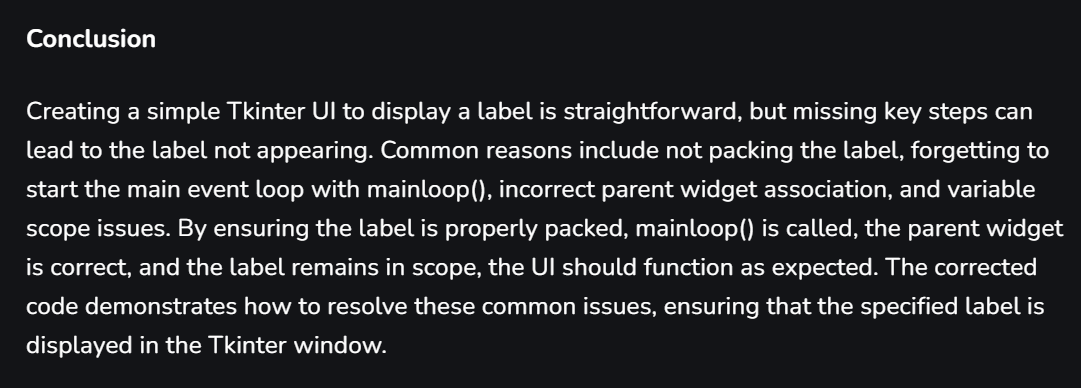 Conclusion
Creating a simple Tkinter UI to display a label is straightforward, but missing key steps can
lead to the label not appearing. Common reasons include not packing the label, forgetting to
start the main event loop with mainloop(), incorrect parent widget association, and variable
scope issues. By ensuring the label is properly packed, mainloop() is called, the parent widget
is correct, and the label remains in scope, the UI should function as expected. The corrected
code demonstrates how to resolve these common issues, ensuring that the specified label is
displayed in the Tkinter window.